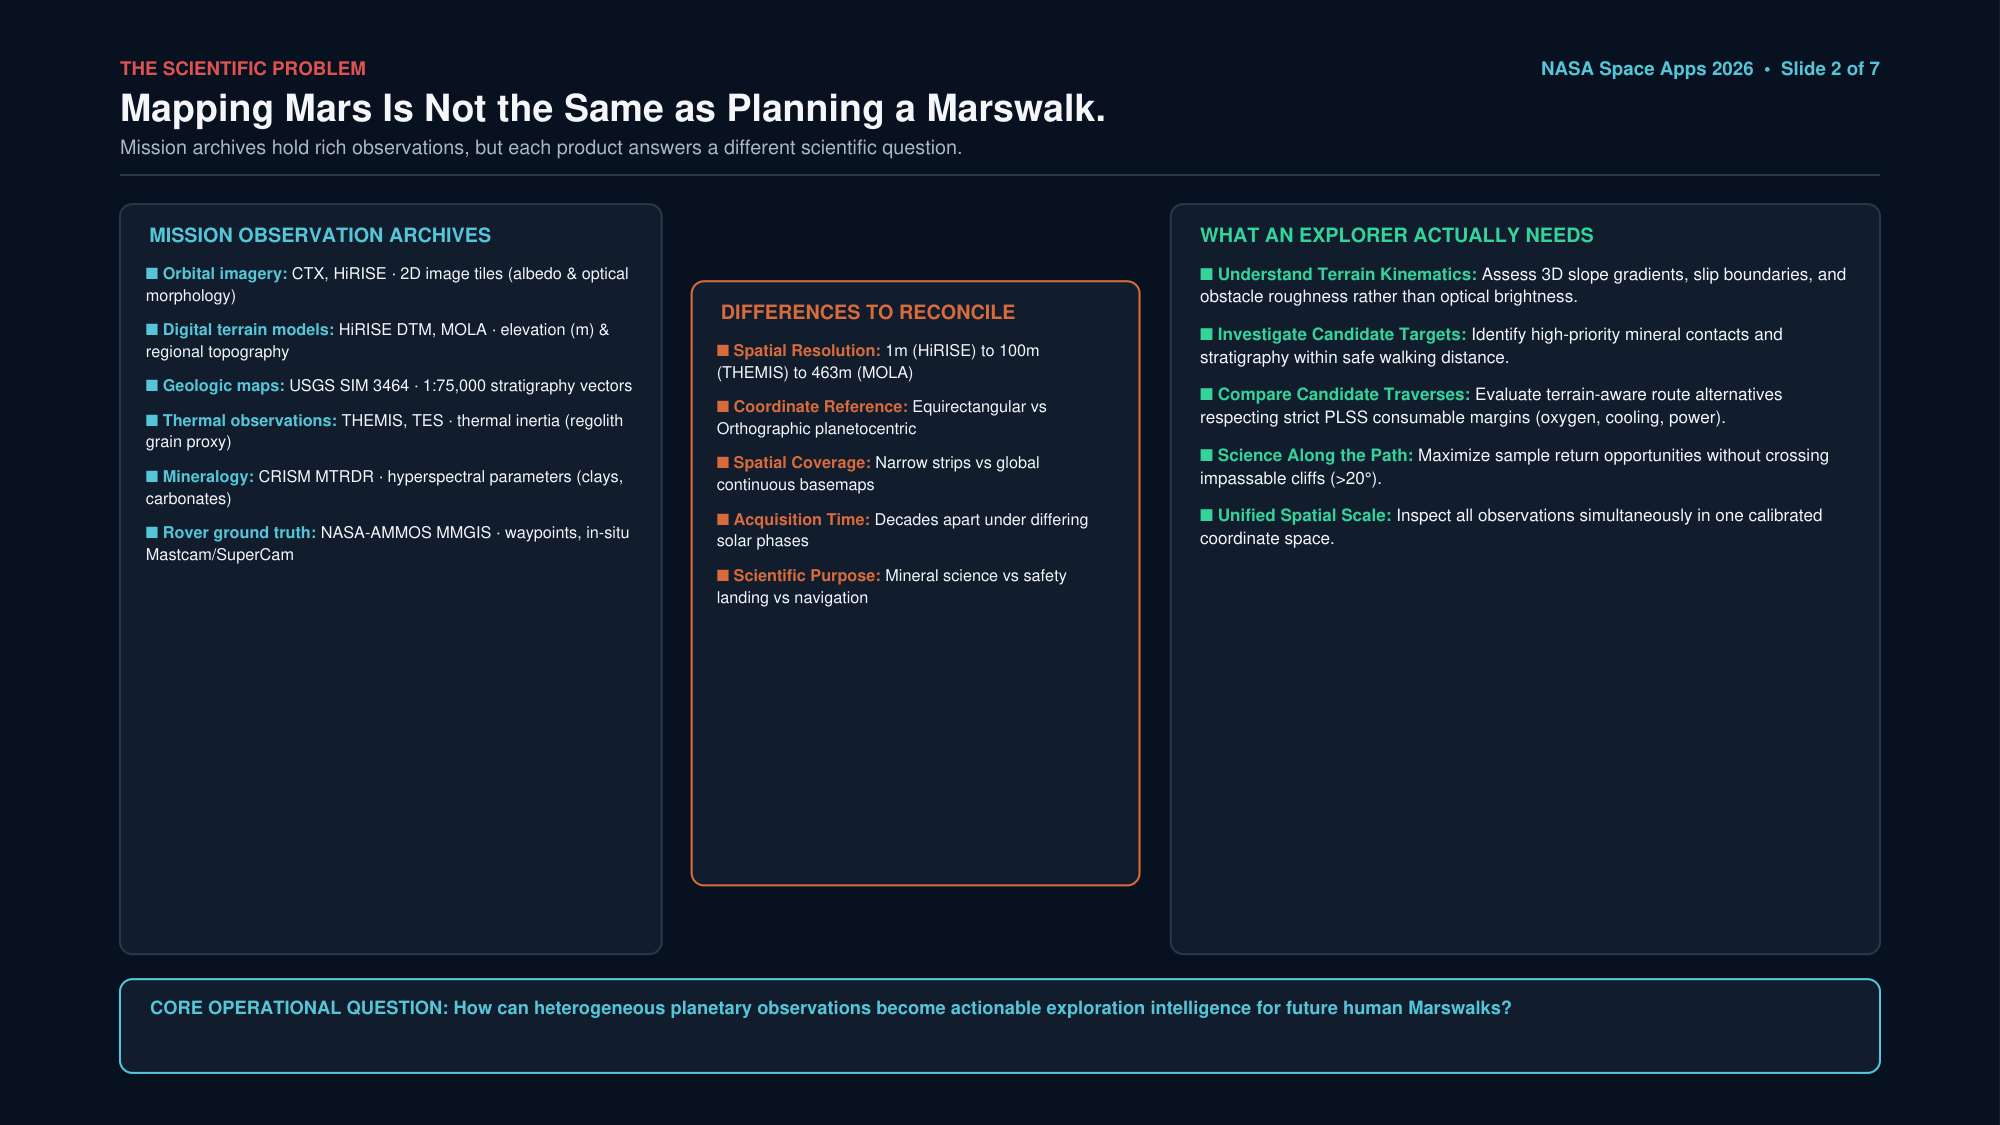 THE SCIENTIFIC PROBLEM
NASA Space Apps 2026 • Slide 2 of 7
Mapping Mars Is Not the Same as Planning a Marswalk.
Mission archives hold rich observations, but each product answers a different scientific question.
MISSION OBSERVATION ARCHIVES
■ Orbital imagery: CTX, HiRISE · 2D image tiles (albedo & optical
morphology)
■ Digital terrain models: HiRISE DTM, MOLA · elevation (m) &
regional topography
■ Geologic maps: USGS SIM 3464 · 1:75,000 stratigraphy vectors
■ Thermal observations: THEMIS, TES · thermal inertia (regolith
grain proxy)
■ Mineralogy: CRISM MTRDR · hyperspectral parameters (clays,
carbonates)
■ Rover ground truth: NASA-AMMOS MMGIS · waypoints, in-situ
Mastcam/SuperCam
DIFFERENCES TO RECONCILE
■ Spatial Resolution: 1m (HiRISE) to 100m
(THEMIS) to 463m (MOLA)
■ Coordinate Reference: Equirectangular vs
Orthographic planetocentric
■ Spatial Coverage: Narrow strips vs global
continuous basemaps
■ Acquisition Time: Decades apart under differing
solar phases
■ Scientific Purpose: Mineral science vs safety
landing vs navigation
WHAT AN EXPLORER ACTUALLY NEEDS
■ Understand Terrain Kinematics: Assess 3D slope gradients, slip boundaries, and
obstacle roughness rather than optical brightness.
■ Investigate Candidate Targets: Identify high-priority mineral contacts and
stratigraphy within safe walking distance.
■ Compare Candidate Traverses: Evaluate terrain-aware route alternatives
respecting strict PLSS consumable margins (oxygen, cooling, power).
■ Science Along the Path: Maximize sample return opportunities without crossing
impassable cliffs (>20°).
■ Unified Spatial Scale: Inspect all observations simultaneously in one calibrated
coordinate space.
CORE OPERATIONAL QUESTION: How can heterogeneous planetary observations become actionable exploration intelligence for future human Marswalks?